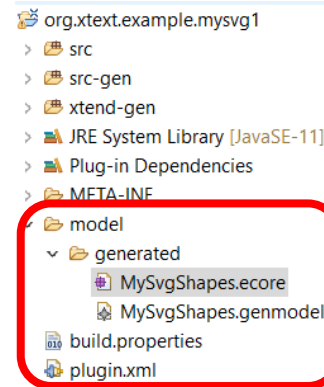 org.xtext.example.mysvg1
src
src-gen
xtend-gen
JRE System Library [JavaSE-11]
Plug-in Dependencies
META-INF
model
generated
MySvgShapes.ecore
MySvgShapes.genmodel
build.properties
plugin.xml